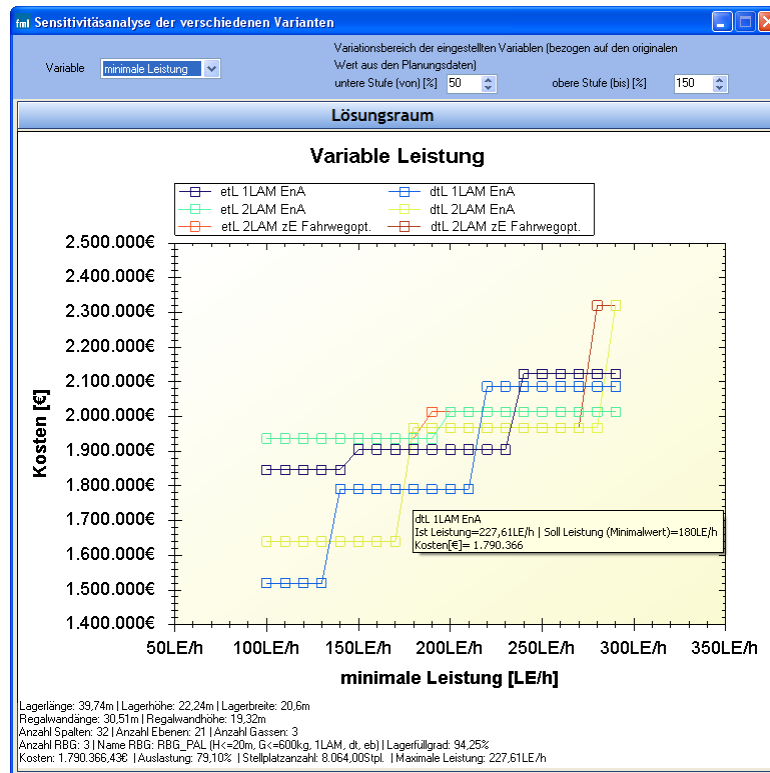 fml Sensitivitätsanalyse der verschiedenen Varianten
Variable
minimale Leistung
Variationsbereich der eingestellten Variablen (bezogen auf den originalen
Wert aus den Planungsdaten)
untere Stufe (von) [%] 50
obere Stufe (bis) [%] 150
Lösungsraum
Variable Leistung
etL 1LAM EnA
dtL 1LAM EnA
etL 2LAM EnA
dtL 2LAM EnA
etL 2LAM zE Fahrwegopt.
dtL 2LAM zE Fahrwegopt.
2.500.000€
2.400.000€
2.300.000€
2.200.000€
2.100.000€
2.000.000€
1.900.000€
1.800.000€
1.700.000€
1.600.000€
1.500.000€
1.400.000€
Kosten [€]
dtL 1LAM EnA
Ist Leistung=227,61LE/h | Soll Leistung (Minimalwert)=180LE/h
Kosten[€]= 1.790.366
50LE/h 100LE/h 150LE/h 200LE/h 250LE/h 300LE/h 350LE/h
minimale Leistung [LE/h]
Lagerlänge: 39,74m | Lagerhöhe: 22,24m | Lagerbreite: 20,6m
Regalwandänge: 30,51m | Regalwandhöhe: 19,32m
Anzahl Spalten: 32 | Anzahl Ebenen: 21 | Anzahl Gassen: 3
Anzahl RBG: 3 | Name RBG: RBG_PAL (H<=20m, G<=600kg, 1LAM, dt, eb) | Lagerfüllgrad: 94,25%
Kosten: 1.790.366,43€ | Auslastung: 79,10% | Stellplatzanzahl: 8.064,00Stpl. | Maximale Leistung: 227,61LE/h